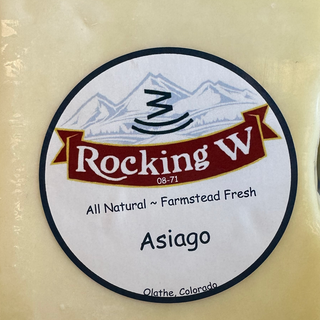 W
Rocking W
08-71
All Natural ~ Farmstead Fresh
Asiago
Olathe, Colorado